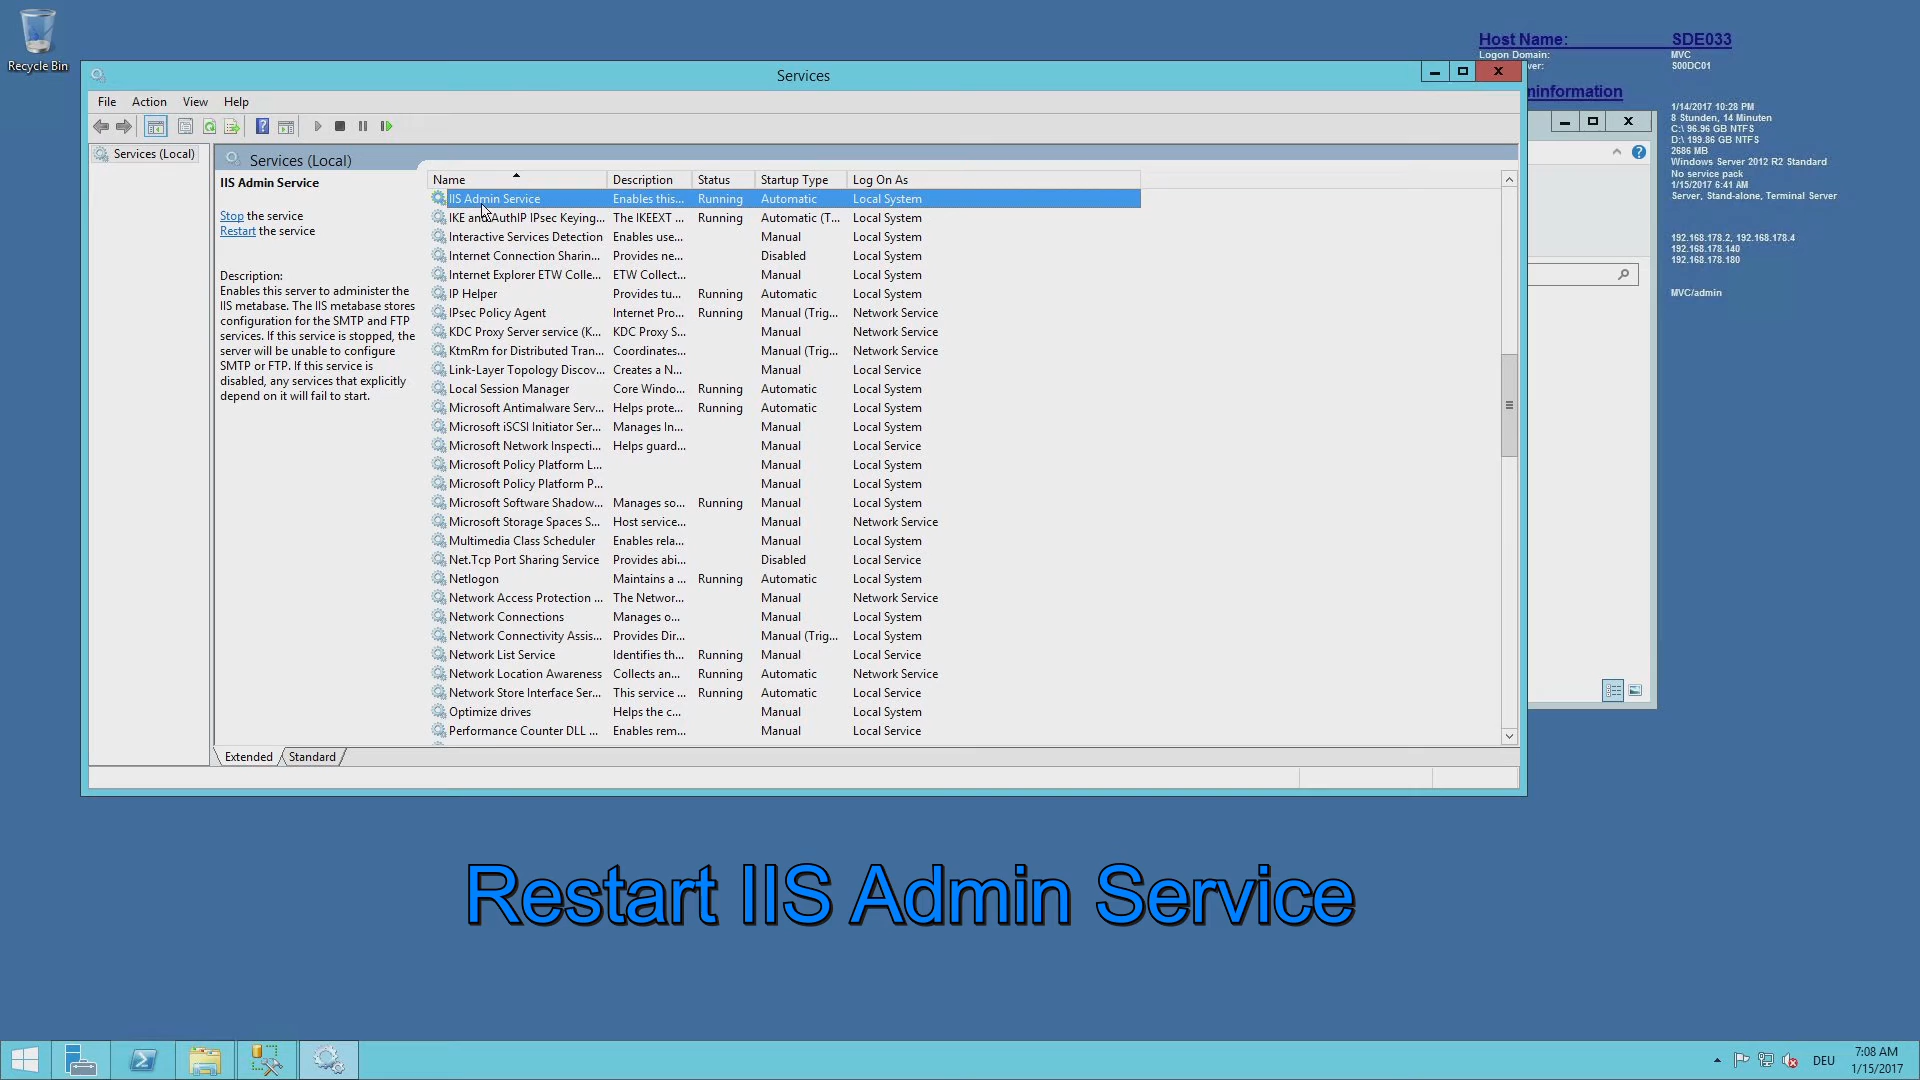 Recycle Bin
Host Name: SDE033
Logon Domain: MVC
ver: S00DC01
minformation
1/14/2017 10:28 PM
8 Stunden, 14 Minuten
C:\ 96.96 GB NTFS
D:\ 199.86 GB NTFS
2686 MB
Windows Server 2012 R2 Standard
No service pack
1/15/2017 6:41 AM
Server, Stand-alone, Terminal Server
192.168.178.2, 192.168.178.4
192.168.178.140
192.168.178.180
MVC/admin
Services
File Action View Help
Services (Local)
Services (Local)
IIS Admin Service
Stop the service
Restart the service
Description:
Enables this server to administer the
IIS metabase. The IIS metabase stores
configuration for the SMTP and FTP
services. If this service is stopped, the
server will be unable to configure
SMTP or FTP. If this service is
disabled, any services that explicitly
depend on it will fail to start.
Name Description Status Startup Type Log On As
IIS Admin Service Enables this... Running Automatic Local System
IKE and AuthIP IPsec Keying... The IKEEXT ... Running Automatic (T... Local System
Interactive Services Detection Enables use... Manual Local System
Internet Connection Sharin... Provides ne... Disabled Local System
Internet Explorer ETW Colle... ETW Collect... Manual Local System
IP Helper Provides tu... Running Automatic Local System
IPsec Policy Agent Internet Pro... Running Manual (Trig... Network Service
KDC Proxy Server service (K... KDC Proxy S... Manual Network Service
KtmRm for Distributed Tran... Coordinates... Manual (Trig... Network Service
Link-Layer Topology Discov... Creates a N... Manual Local Service
Local Session Manager Core Windo... Running Automatic Local System
Microsoft Antimalware Serv... Helps prote... Running Automatic Local System
Microsoft iSCSI Initiator Ser... Manages In... Manual Local System
Microsoft Network Inspecti... Helps guard... Manual Local Service
Microsoft Policy Platform L... Manual Local System
Microsoft Policy Platform P... Manual Local System
Microsoft Software Shadow... Manages so... Running Manual Local System
Microsoft Storage Spaces S... Host service... Manual Network Service
Multimedia Class Scheduler Enables rela... Manual Local System
Net.Tcp Port Sharing Service Provides abi... Disabled Local Service
Netlogon Maintains a ... Running Automatic Local System
Network Access Protection ... The Networ... Manual Network Service
Network Connections Manages o... Manual Local System
Network Connectivity Assis... Provides Dir... Manual (Trig... Local System
Network List Service Identifies th... Running Manual Local Service
Network Location Awareness Collects an... Running Automatic Network Service
Network Store Interface Ser... This service ... Running Automatic Local Service
Optimize drives Helps the c... Manual Local System
Performance Counter DLL ... Enables rem... Manual Local Service
Extended Standard
Restart IIS Admin Service
DEU
7:08 AM
1/15/2017